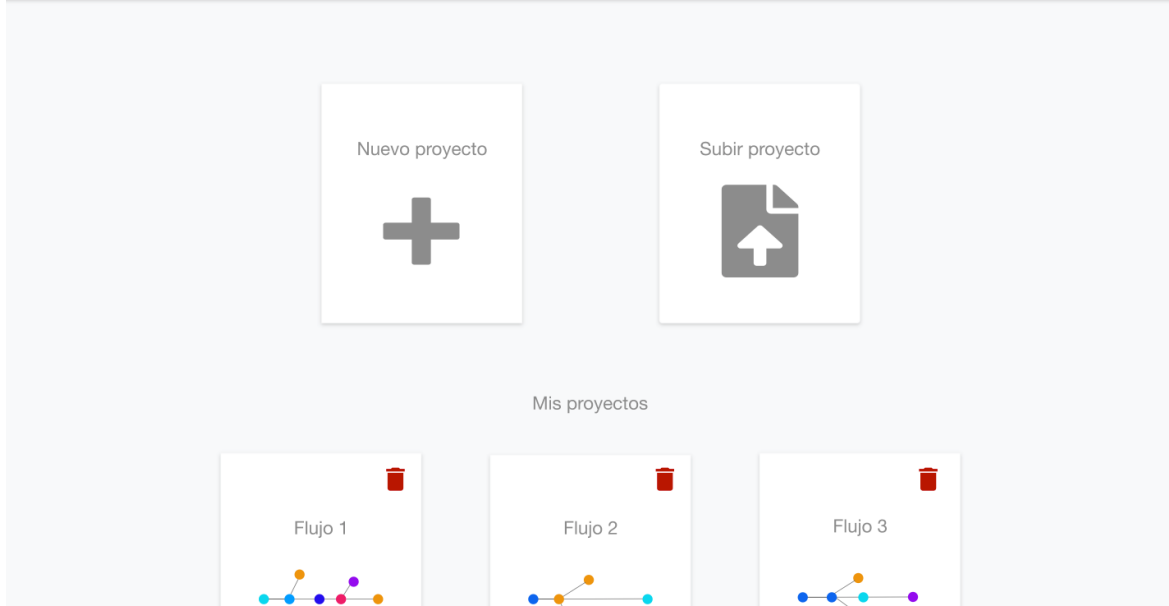 Nuevo proyecto
Subir proyecto
Mis proyectos
Flujo 1
Flujo 2
Flujo 3